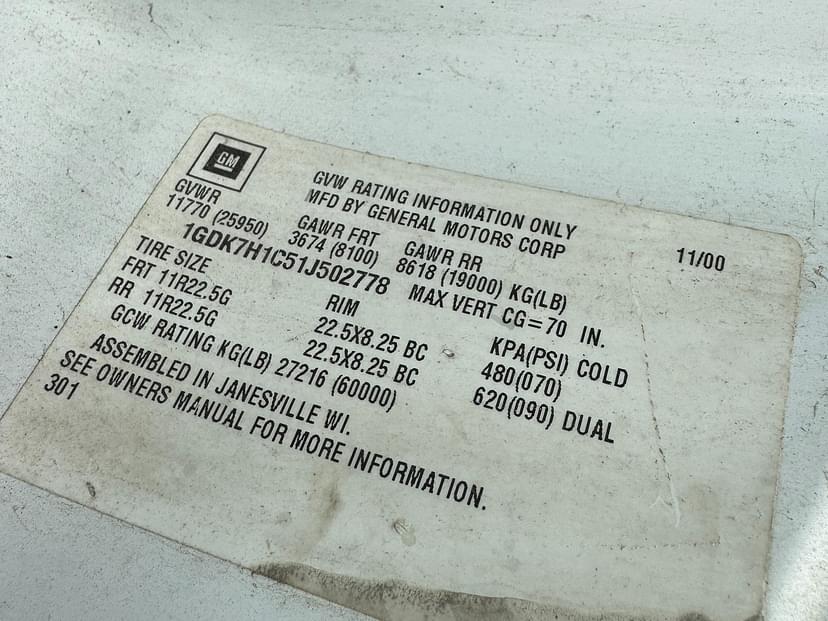 GM
GVW RATING INFORMATION ONLY
MFD BY GENERAL MOTORS CORP 11/00
GVWR GAWR FRT GAWR RR
11770 (25950) 3674 (8100) 8618 (19000) KG(LB)
1GDK7H1C51J502778 MAX VERT CG=70 IN.
TIRE SIZE RIM KPA(PSI) COLD
FRT 11R22.5G 22.5X8.25 BC 480(070)
RR 11R22.5G 22.5X8.25 BC 620(090) DUAL
GCW RATING KG(LB) 27216 (60000)
ASSEMBLED IN JANESVILLE WI.
SEE OWNERS MANUAL FOR MORE INFORMATION.
301